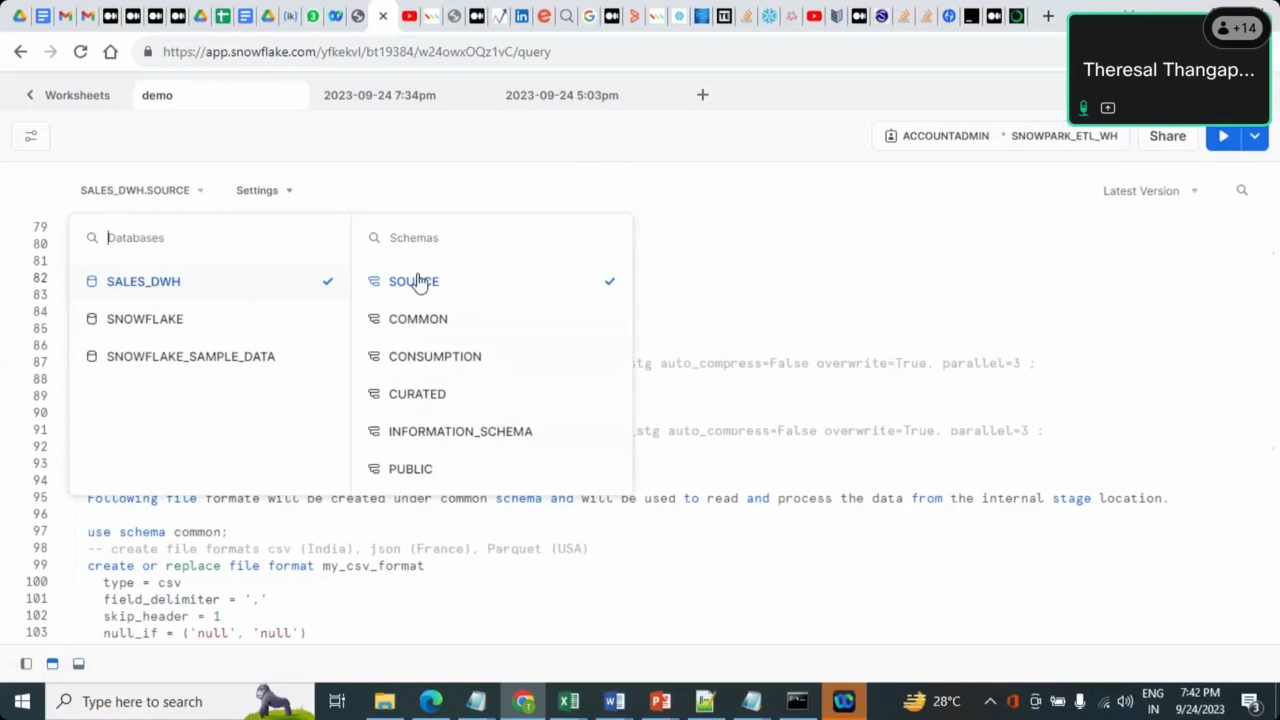 https://app.snowflake.com/yfkekvl/bt19384/w24owxOQz1vC/query
+14
Theresal Thangap...
Worksheets
demo
2023-09-24 7:34pm
2023-09-24 5:03pm
ACCOUNTADMIN
SNOWPARK_ETL_WH
Share
SALES_DWH.SOURCE
Settings
Latest Version
Databases
Schemas
SALES_DWH
SOURCE
SNOWFLAKE
COMMON
SNOWFLAKE_SAMPLE_DATA
CONSUMPTION
CURATED
INFORMATION_SCHEMA
PUBLIC
79
80
81
82
83
84
85
86
87 stg auto_compress=False overwrite=True, parallel=3 ;
88
89
90
91 _stg auto_compress=False overwrite=True, parallel=3 ;
92
93
94
95 Following file formate will be created under common schema and will be used to read and process the data from the internal stage location.
96
97 use schema common;
98 -- create file formats csv (India), json (France), Parquet (USA)
99 create or replace file format my_csv_format
100 type = csv
101 field_delimiter = ','
102 skip_header = 1
103 null_if = ('null', 'null')
Type here to search
28°C
ENG
IN
7:42 PM
9/24/2023
3